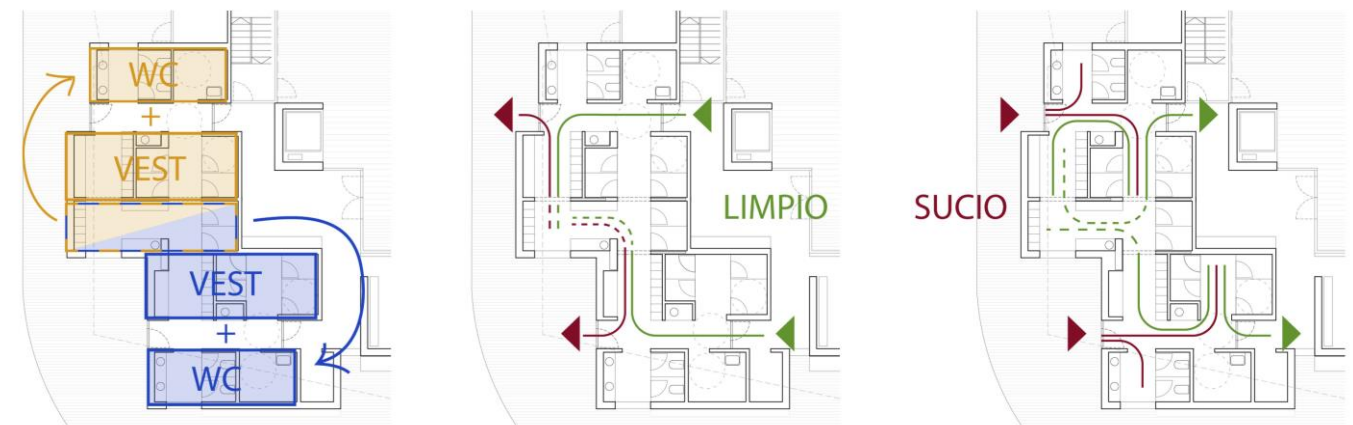 WC
+
VEST
VEST
+
WC
LIMPIO
SUCIO